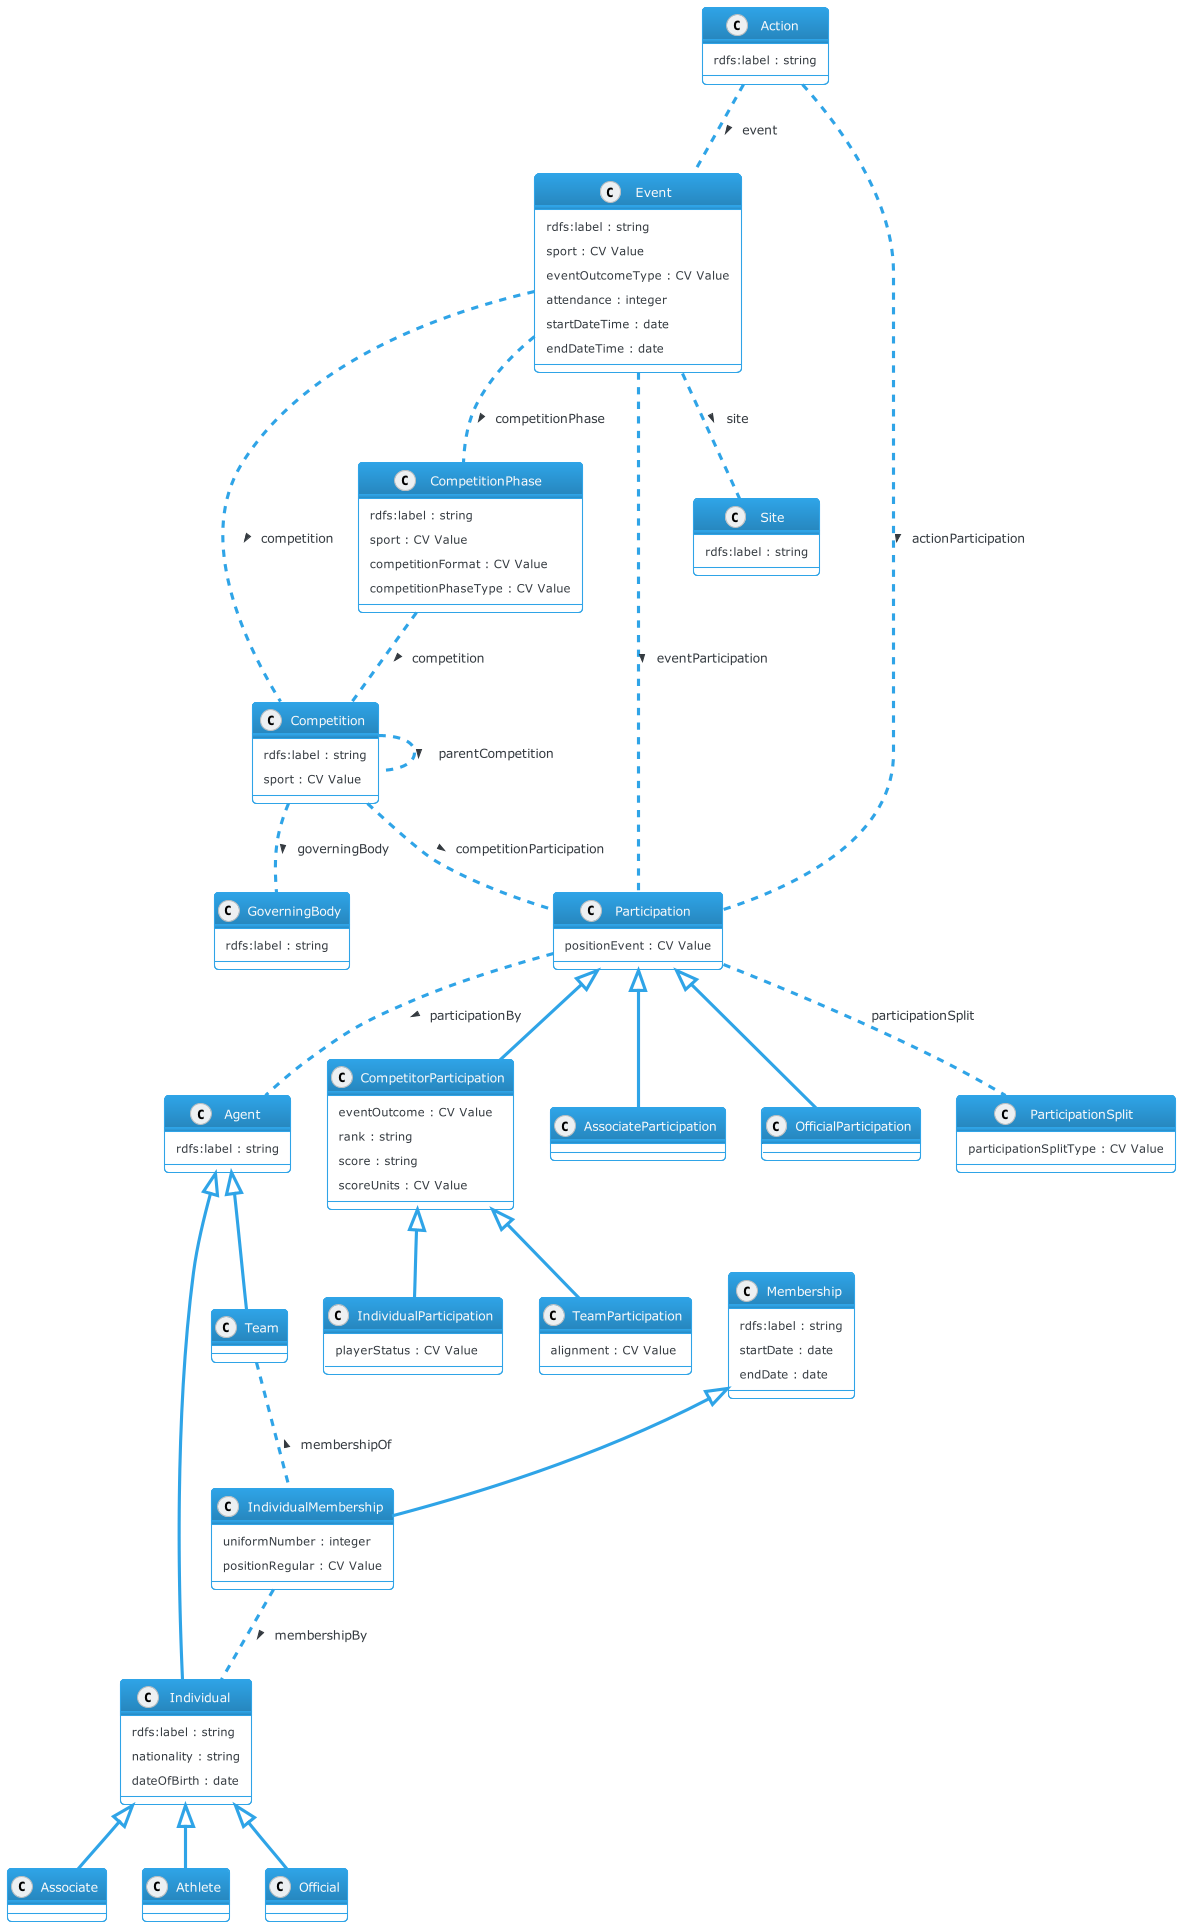 C Action
rdfs:label : string
event
C Event
rdfs:label : string
sport : CV Value
eventOutcomeType : CV Value
attendance : integer
startDateTime : date
endDateTime : date
competitionPhase
site
C CompetitionPhase
rdfs:label : string
sport : CV Value
competitionFormat : CV Value
competitionPhaseType : CV Value
C Site
rdfs:label : string
competition
actionParticipation
competition
eventParticipation
C Competition
rdfs:label : string
sport : CV Value
parentCompetition
governingBody
competitionParticipation
C GoverningBody
rdfs:label : string
C Participation
positionEvent : CV Value
participationBy
participationSplit
C Agent
rdfs:label : string
C CompetitorParticipation
eventOutcome : CV Value
rank : string
score : string
scoreUnits : CV Value
C AssociateParticipation
C OfficialParticipation
C ParticipationSplit
participationSplitType : CV Value
C Team
C IndividualParticipation
playerStatus : CV Value
C TeamParticipation
alignment : CV Value
C Membership
rdfs:label : string
startDate : date
endDate : date
membershipOf
C IndividualMembership
uniformNumber : integer
positionRegular : CV Value
membershipBy
C Individual
rdfs:label : string
nationality : string
dateOfBirth : date
C Associate
C Athlete
C Official